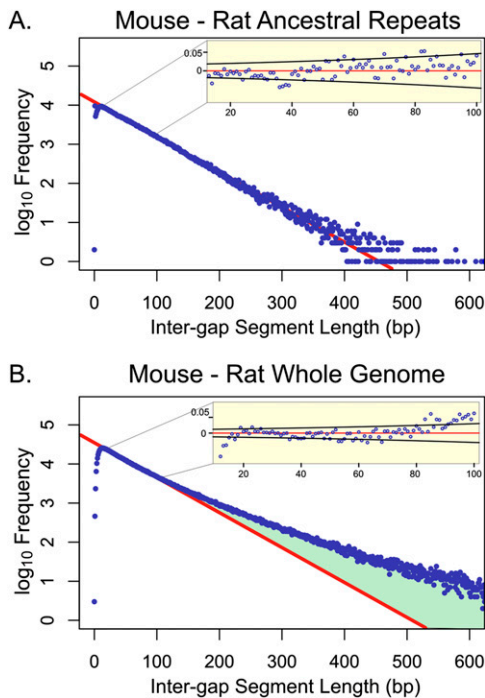 A. Mouse - Rat Ancestral Repeats
0.05
0
20 40 60 80 100
5
4
3
2
1
0
log10 Frequency
0 100 200 300 400 500 600
Inter-gap Segment Length (bp)
B. Mouse - Rat Whole Genome
0.05
0
20 40 60 80 100
5
4
3
2
1
0
log10 Frequency
0 100 200 300 400 500 600
Inter-gap Segment Length (bp)